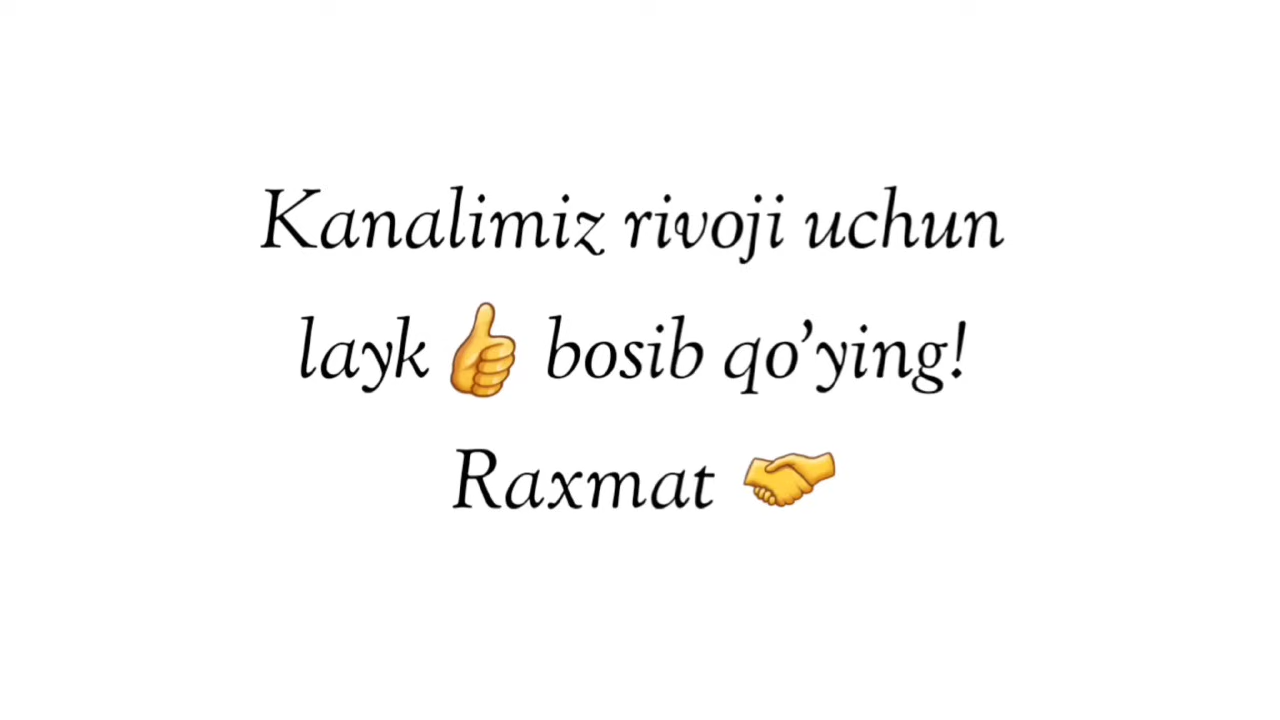 Kanalimiz rivoji uchun
layk👍 bosib qo’ying!
Raxmat 🤝